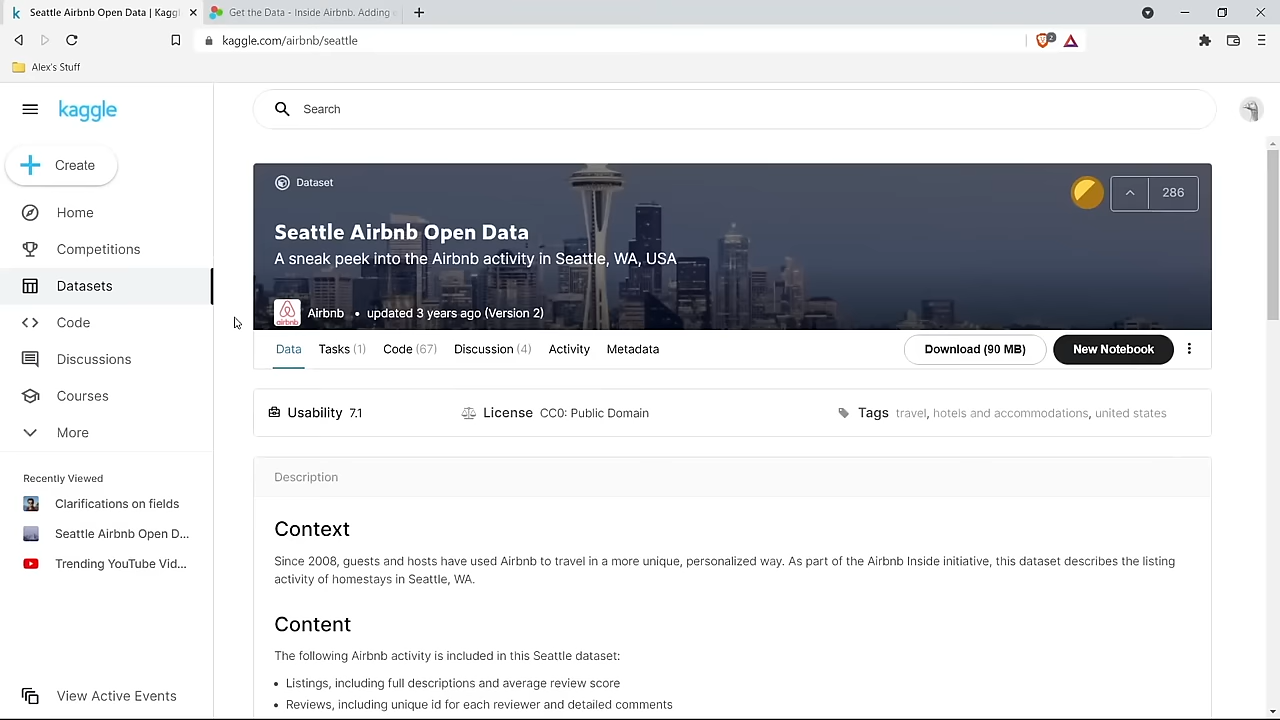 Seattle Airbnb Open Data | Kaggl
Get the Data - Inside Airbnb. Adding
kaggle.com/airbnb/seattle
2
Alex's Stuff
kaggle
Search
Create
Home
Competitions
Datasets
Code
Discussions
Courses
More
Recently Viewed
Clarifications on fields
Seattle Airbnb Open D...
Trending YouTube Vid...
View Active Events
Dataset
286
Seattle Airbnb Open Data
A sneak peek into the Airbnb activity in Seattle, WA, USA
airbnb
Airbnb • updated 3 years ago (Version 2)
Data Tasks (1) Code (67) Discussion (4) Activity Metadata Download (90 MB) New Notebook
Usability 7.1 License CC0: Public Domain Tags travel, hotels and accommodations, united states
Description
Context
Since 2008, guests and hosts have used Airbnb to travel in a more unique, personalized way. As part of the Airbnb Inside initiative, this dataset describes the listing
activity of homestays in Seattle, WA.
Content
The following Airbnb activity is included in this Seattle dataset:
• Listings, including full descriptions and average review score
• Reviews, including unique id for each reviewer and detailed comments